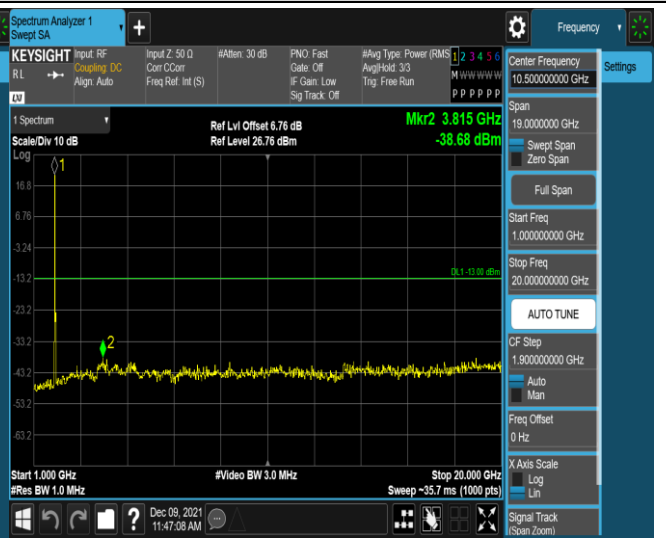 Spectrum Analyzer 1
Swept SA
+
Frequency
Settings
KEYSIGHT
RL
LXI
Input: RF
Coupling: DC
Align: Auto
Input Z: 50 Ω
Corr CCorr
Freq Ref: Int (S)
#Atten: 30 dB
PNO: Fast
Gate: Off
IF Gain: Low
Sig Track: Off
#Avg Type: Power (RMS
Avg|Hold: 3/3
Trig: Free Run
1 2 3 4 5 6
M W W W W W
P P P P P P
1 Spectrum
Scale/Div 10 dB
Log
Ref Lvl Offset 6.76 dB
Ref Level 26.76 dBm
Mkr2 3.815 GHz
-38.68 dBm
1
16.8
6.76
-3.24
-13.2
DL1 -13.00 dBm
-23.2
-33.2
2
-43.2
-53.2
-63.2
Start 1.000 GHz
#Res BW 1.0 MHz
#Video BW 3.0 MHz
Stop 20.000 GHz
Sweep ~35.7 ms (1000 pts)
?
Dec 09, 2021
11:47:08 AM
Center Frequency
10.500000000 GHz
Span
19.0000000 GHz
Swept Span
Zero Span
Full Span
Start Freq
1.000000000 GHz
Stop Freq
20.000000000 GHz
AUTO TUNE
CF Step
1.900000000 GHz
Auto
Man
Freq Offset
0 Hz
X Axis Scale
Log
Lin
Signal Track
(Span Zoom)